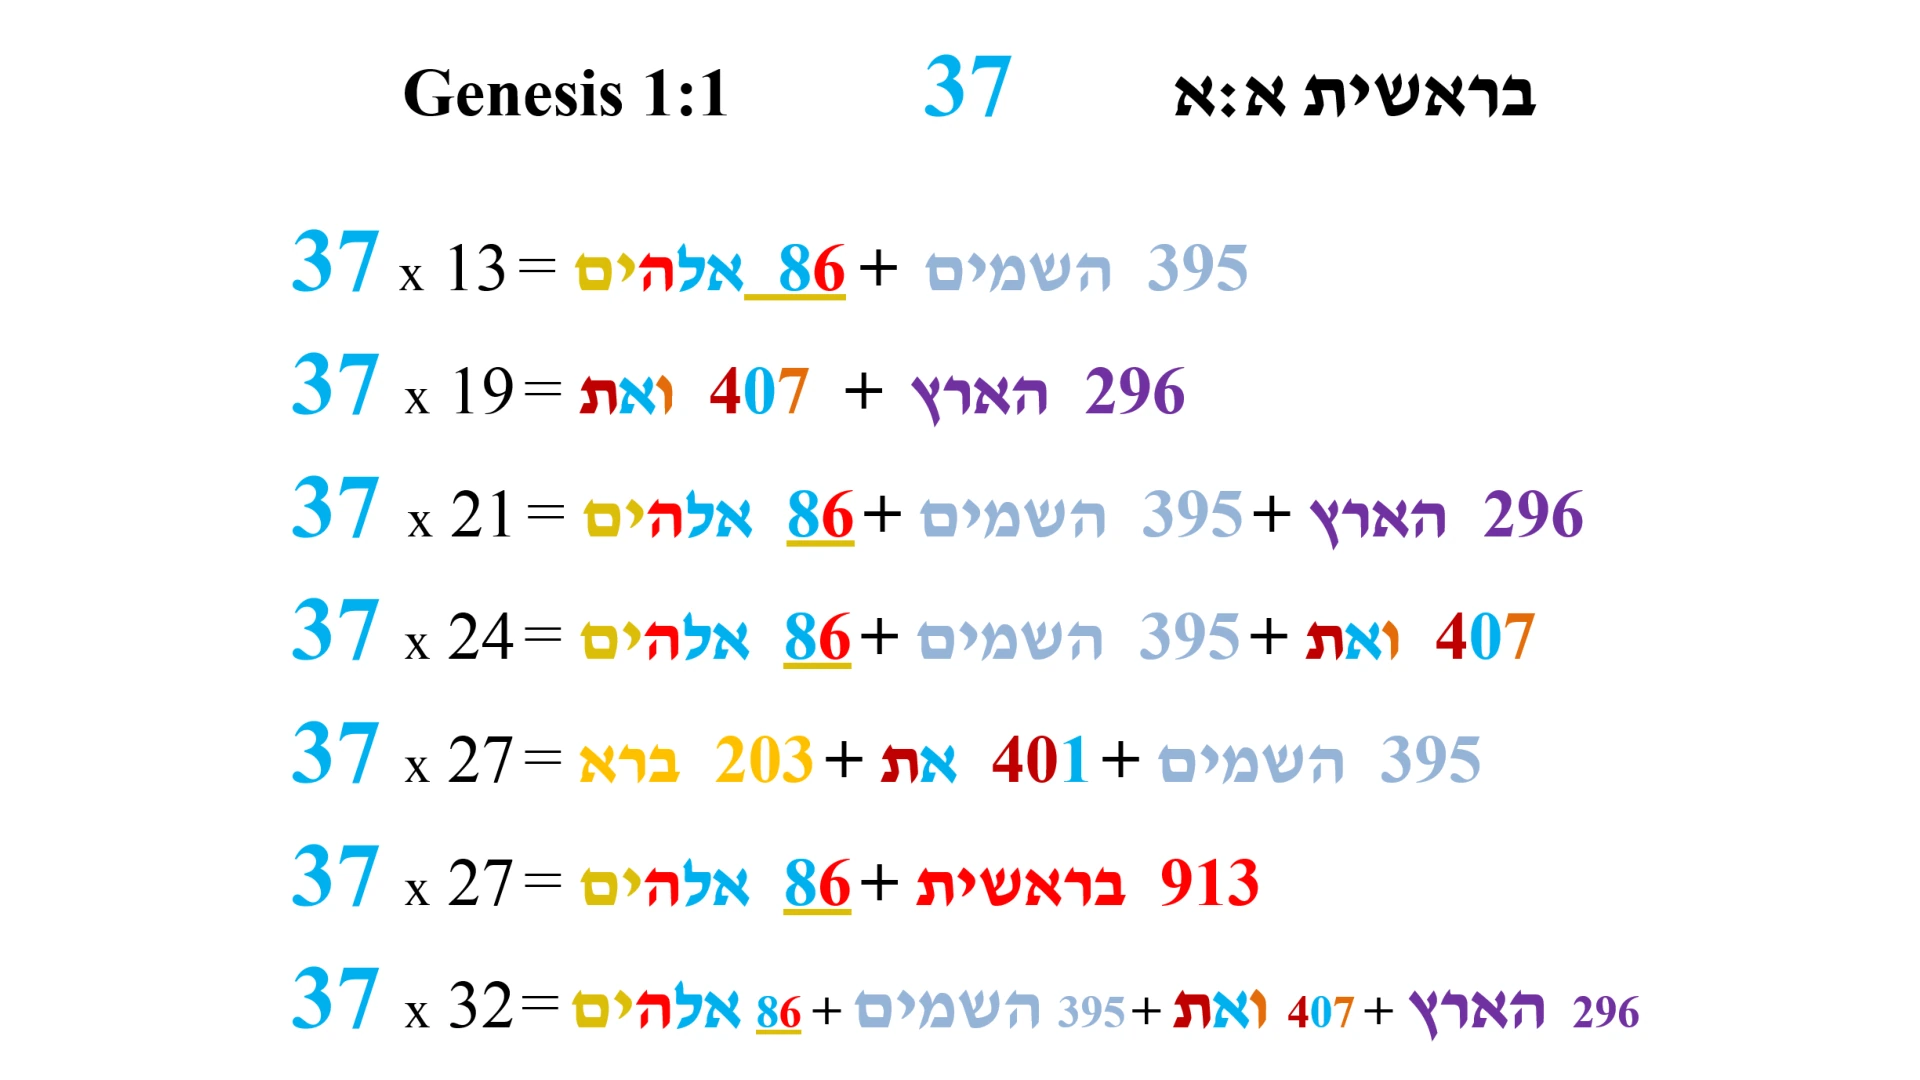 Genesis 1:1 37 בראשית א:א
37 x 13 = אלהים 86 + השמים 395
37 x 19 = ואת 407 + הארץ 296
37 x 21 = אלהים 86 + השמים 395 + הארץ 296
37 x 24 = אלהים 86 + השמים 395 + ואת 407
37 x 27 = ברא 203 + את 401 + השמים 395
37 x 27 = אלהים 86 + בראשית 913
37 x 32 = אלהים 86 + השמים 395 + ואת 407 + הארץ 296